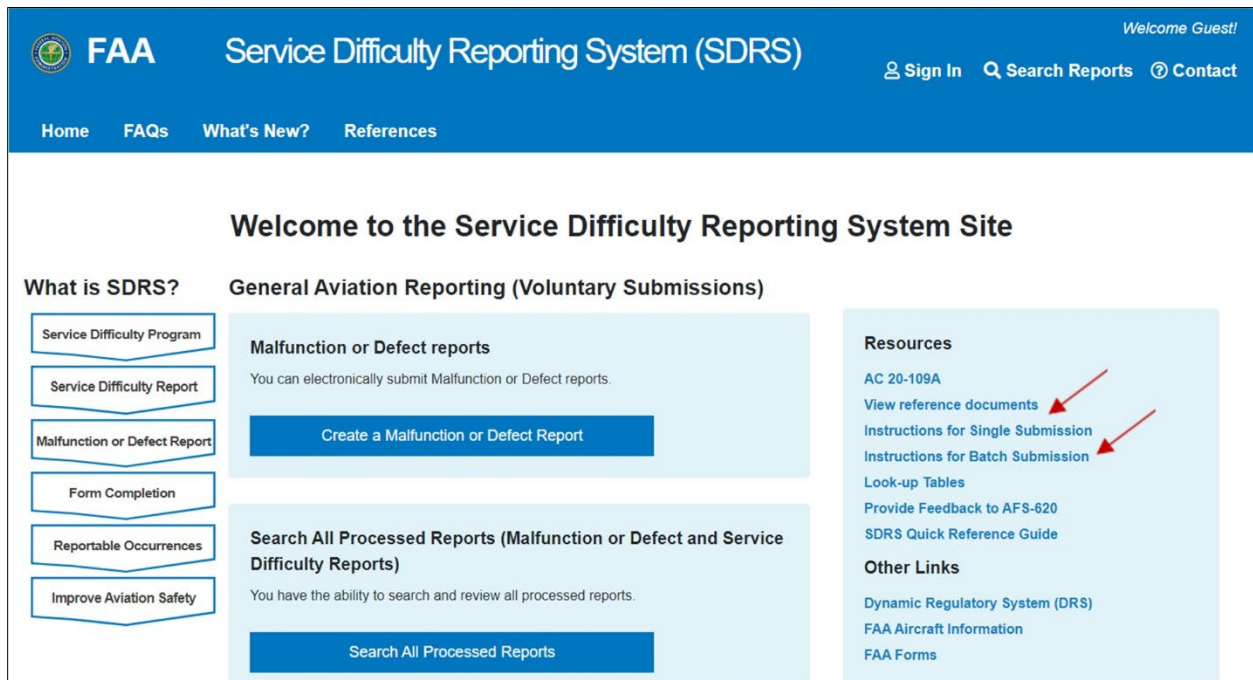 Welcome Guest!
FAA
Service Difficulty Reporting System (SDRS)
Sign In
Search Reports
Contact
Home
FAQs
What's New?
References
Welcome to the Service Difficulty Reporting System Site
What is SDRS?
Service Difficulty Program
Service Difficulty Report
Malfunction or Defect Report
Form Completion
Reportable Occurrences
Improve Aviation Safety
General Aviation Reporting (Voluntary Submissions)
Malfunction or Defect reports
You can electronically submit Malfunction or Defect reports.
Create a Malfunction or Defect Report
Search All Processed Reports (Malfunction or Defect and Service
Difficulty Reports)
You have the ability to search and review all processed reports.
Search All Processed Reports
Resources
AC 20-109A
View reference documents
Instructions for Single Submission
Instructions for Batch Submission
Look-up Tables
Provide Feedback to AFS-620
SDRS Quick Reference Guide
Other Links
Dynamic Regulatory System (DRS)
FAA Aircraft Information
FAA Forms